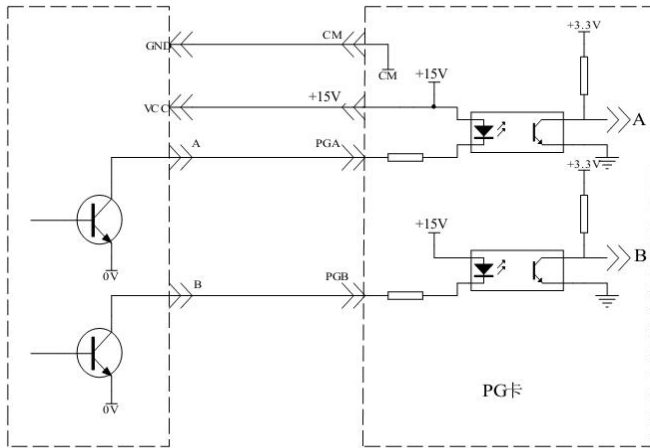 +3.3V
GND
CM
CM
+15V
VCC
+15V
A
A
PGA
+3.3V
0V
+15V
B
B
PGB
0V
PG卡